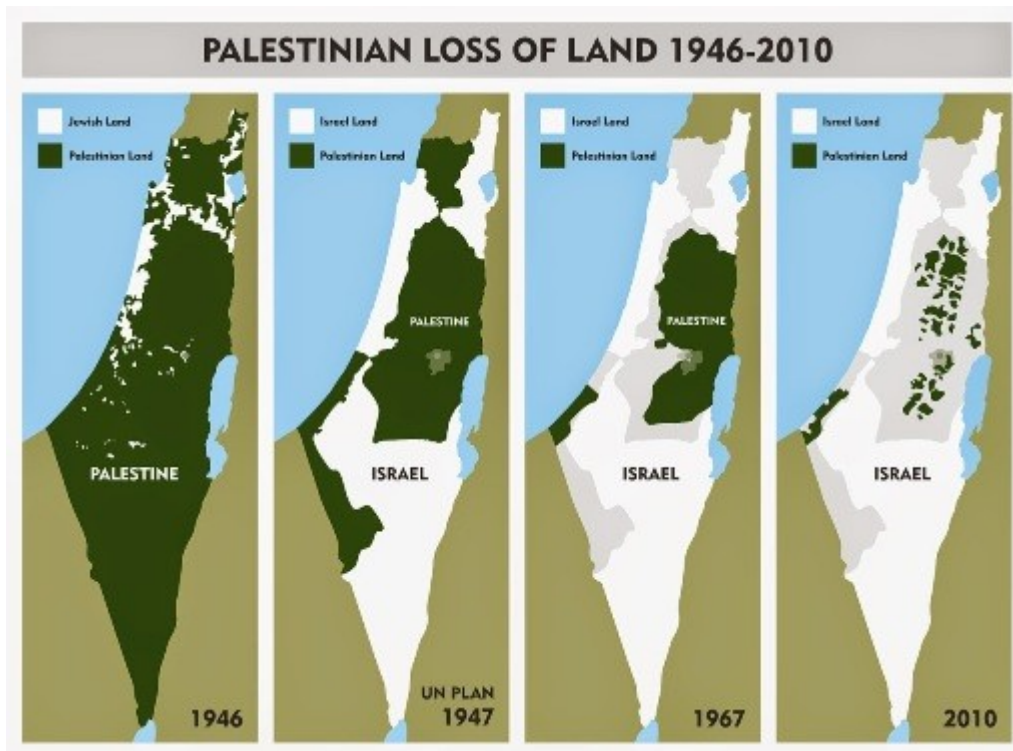 PALESTINIAN LOSS OF LAND 1946-2010
Jewish Land
Palestinian Land
PALESTINE
1946
Israel Land
Palestinian Land
PALESTINE
ISRAEL
UN PLAN
1947
Israel Land
Palestinian Land
PALESTINE
ISRAEL
1967
Israel Land
Palestinian Land
ISRAEL
2010